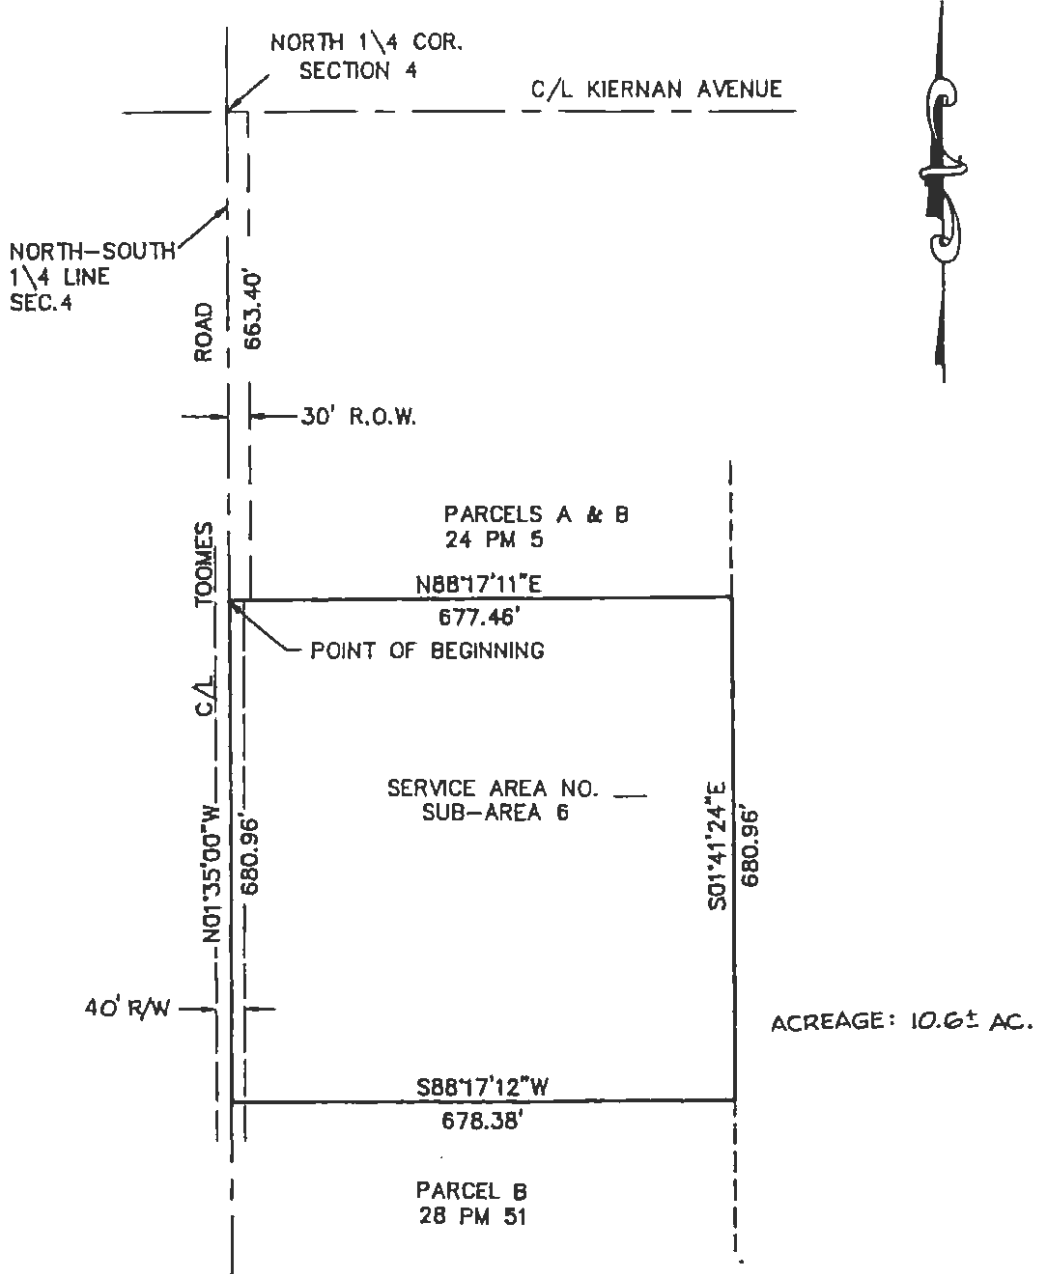 NORTH 1\4 COR.
SECTION 4
C/L KIERNAN AVENUE
NORTH-SOUTH
1\4 LINE
SEC.4
ROAD
663.40'
30' R.O.W.
PARCELS A & B
24 PM 5
TOOMES
N88°17'11"E
677.46'
POINT OF BEGINNING
C/L
SERVICE AREA NO. __
SUB-AREA 6
N01°35'00"W
680.96'
S01°41'24"E
680.96'
40' R/W
ACREAGE: 10.6± AC.
S88°17'12"W
678.38'
PARCEL B
28 PM 51